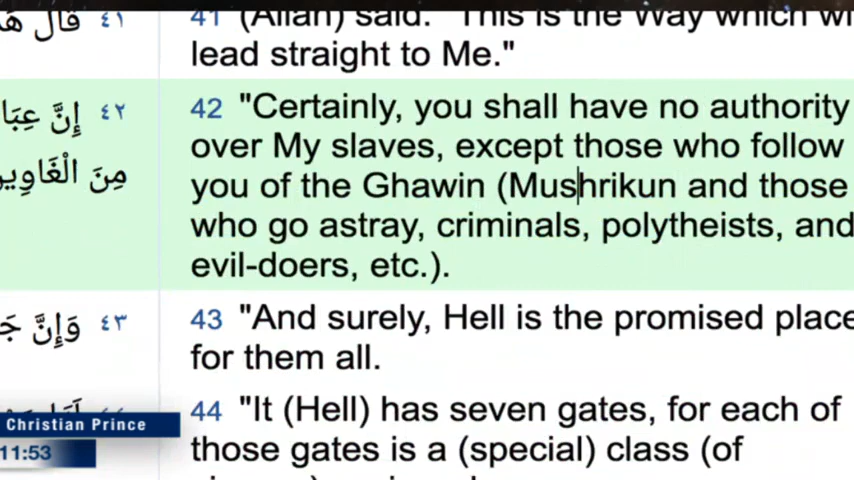 قَالَ ٤١
41 (Allah) said: "This is the Way which wi
lead straight to Me."
إِنَّ عِبَا ٤٢
مِنَ الْغَاوِي
42 "Certainly, you shall have no authority
over My slaves, except those who follow
you of the Ghawin (Mushrikun and those
who go astray, criminals, polytheists, and
evil-doers, etc.).
وَإِنَّ جَ ٤٣
43 "And surely, Hell is the promised place
for them all.
44 "It (Hell) has seven gates, for each of
those gates is a (special) class (of
Christian Prince
11:53